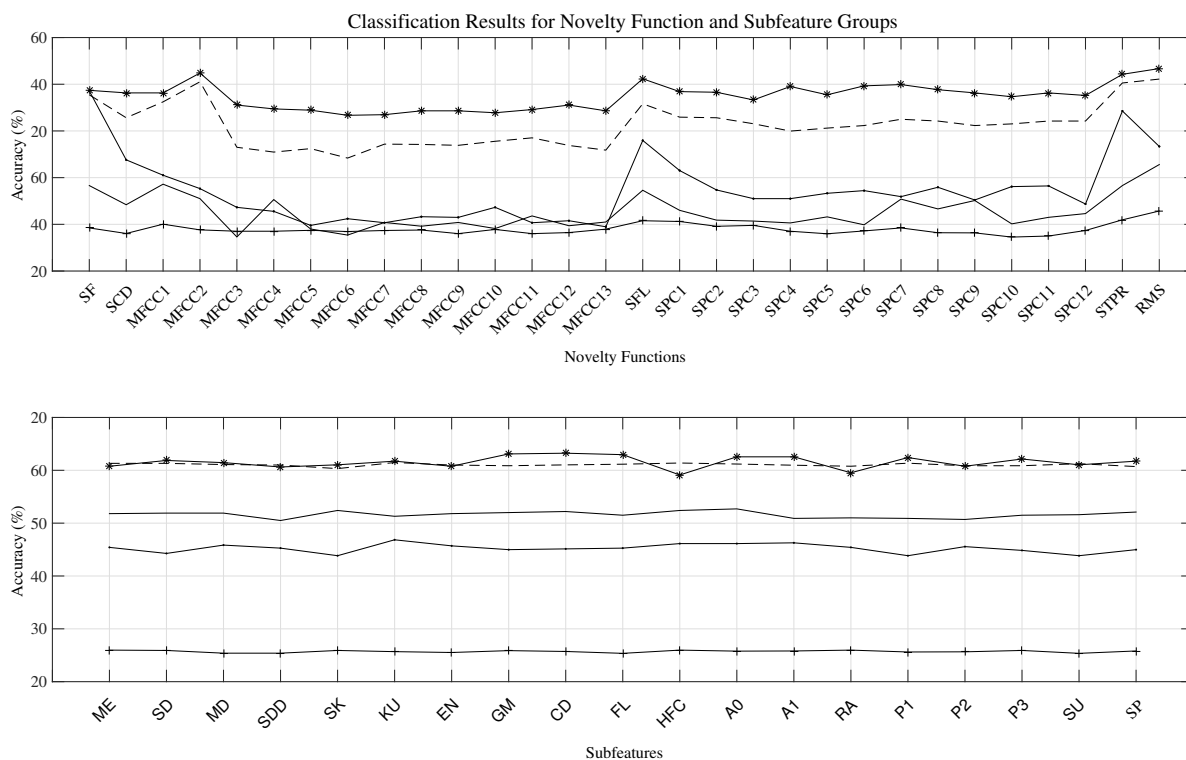 Classification Results for Novelty Function and Subfeature Groups
60
40
20
60
40
20
Accuracy (%)
SF
SCD
MFCC1
MFCC2
MFCC3
MFCC4
MFCC5
MFCC6
MFCC7
MFCC8
MFCC9
MFCC10
MFCC11
MFCC12
MFCC13
SFL
SPC1
SPC2
SPC3
SPC4
SPC5
SPC6
SPC7
SPC8
SPC9
SPC10
SPC11
SPC12
STPR
RMS
Novelty Functions
20
60
50
40
30
20
Accuracy (%)
ME
SD
MD
SDD
SK
KU
EN
GM
CD
FL
HFC
A0
A1
RA
P1
P2
P3
SU
SP
Subfeatures